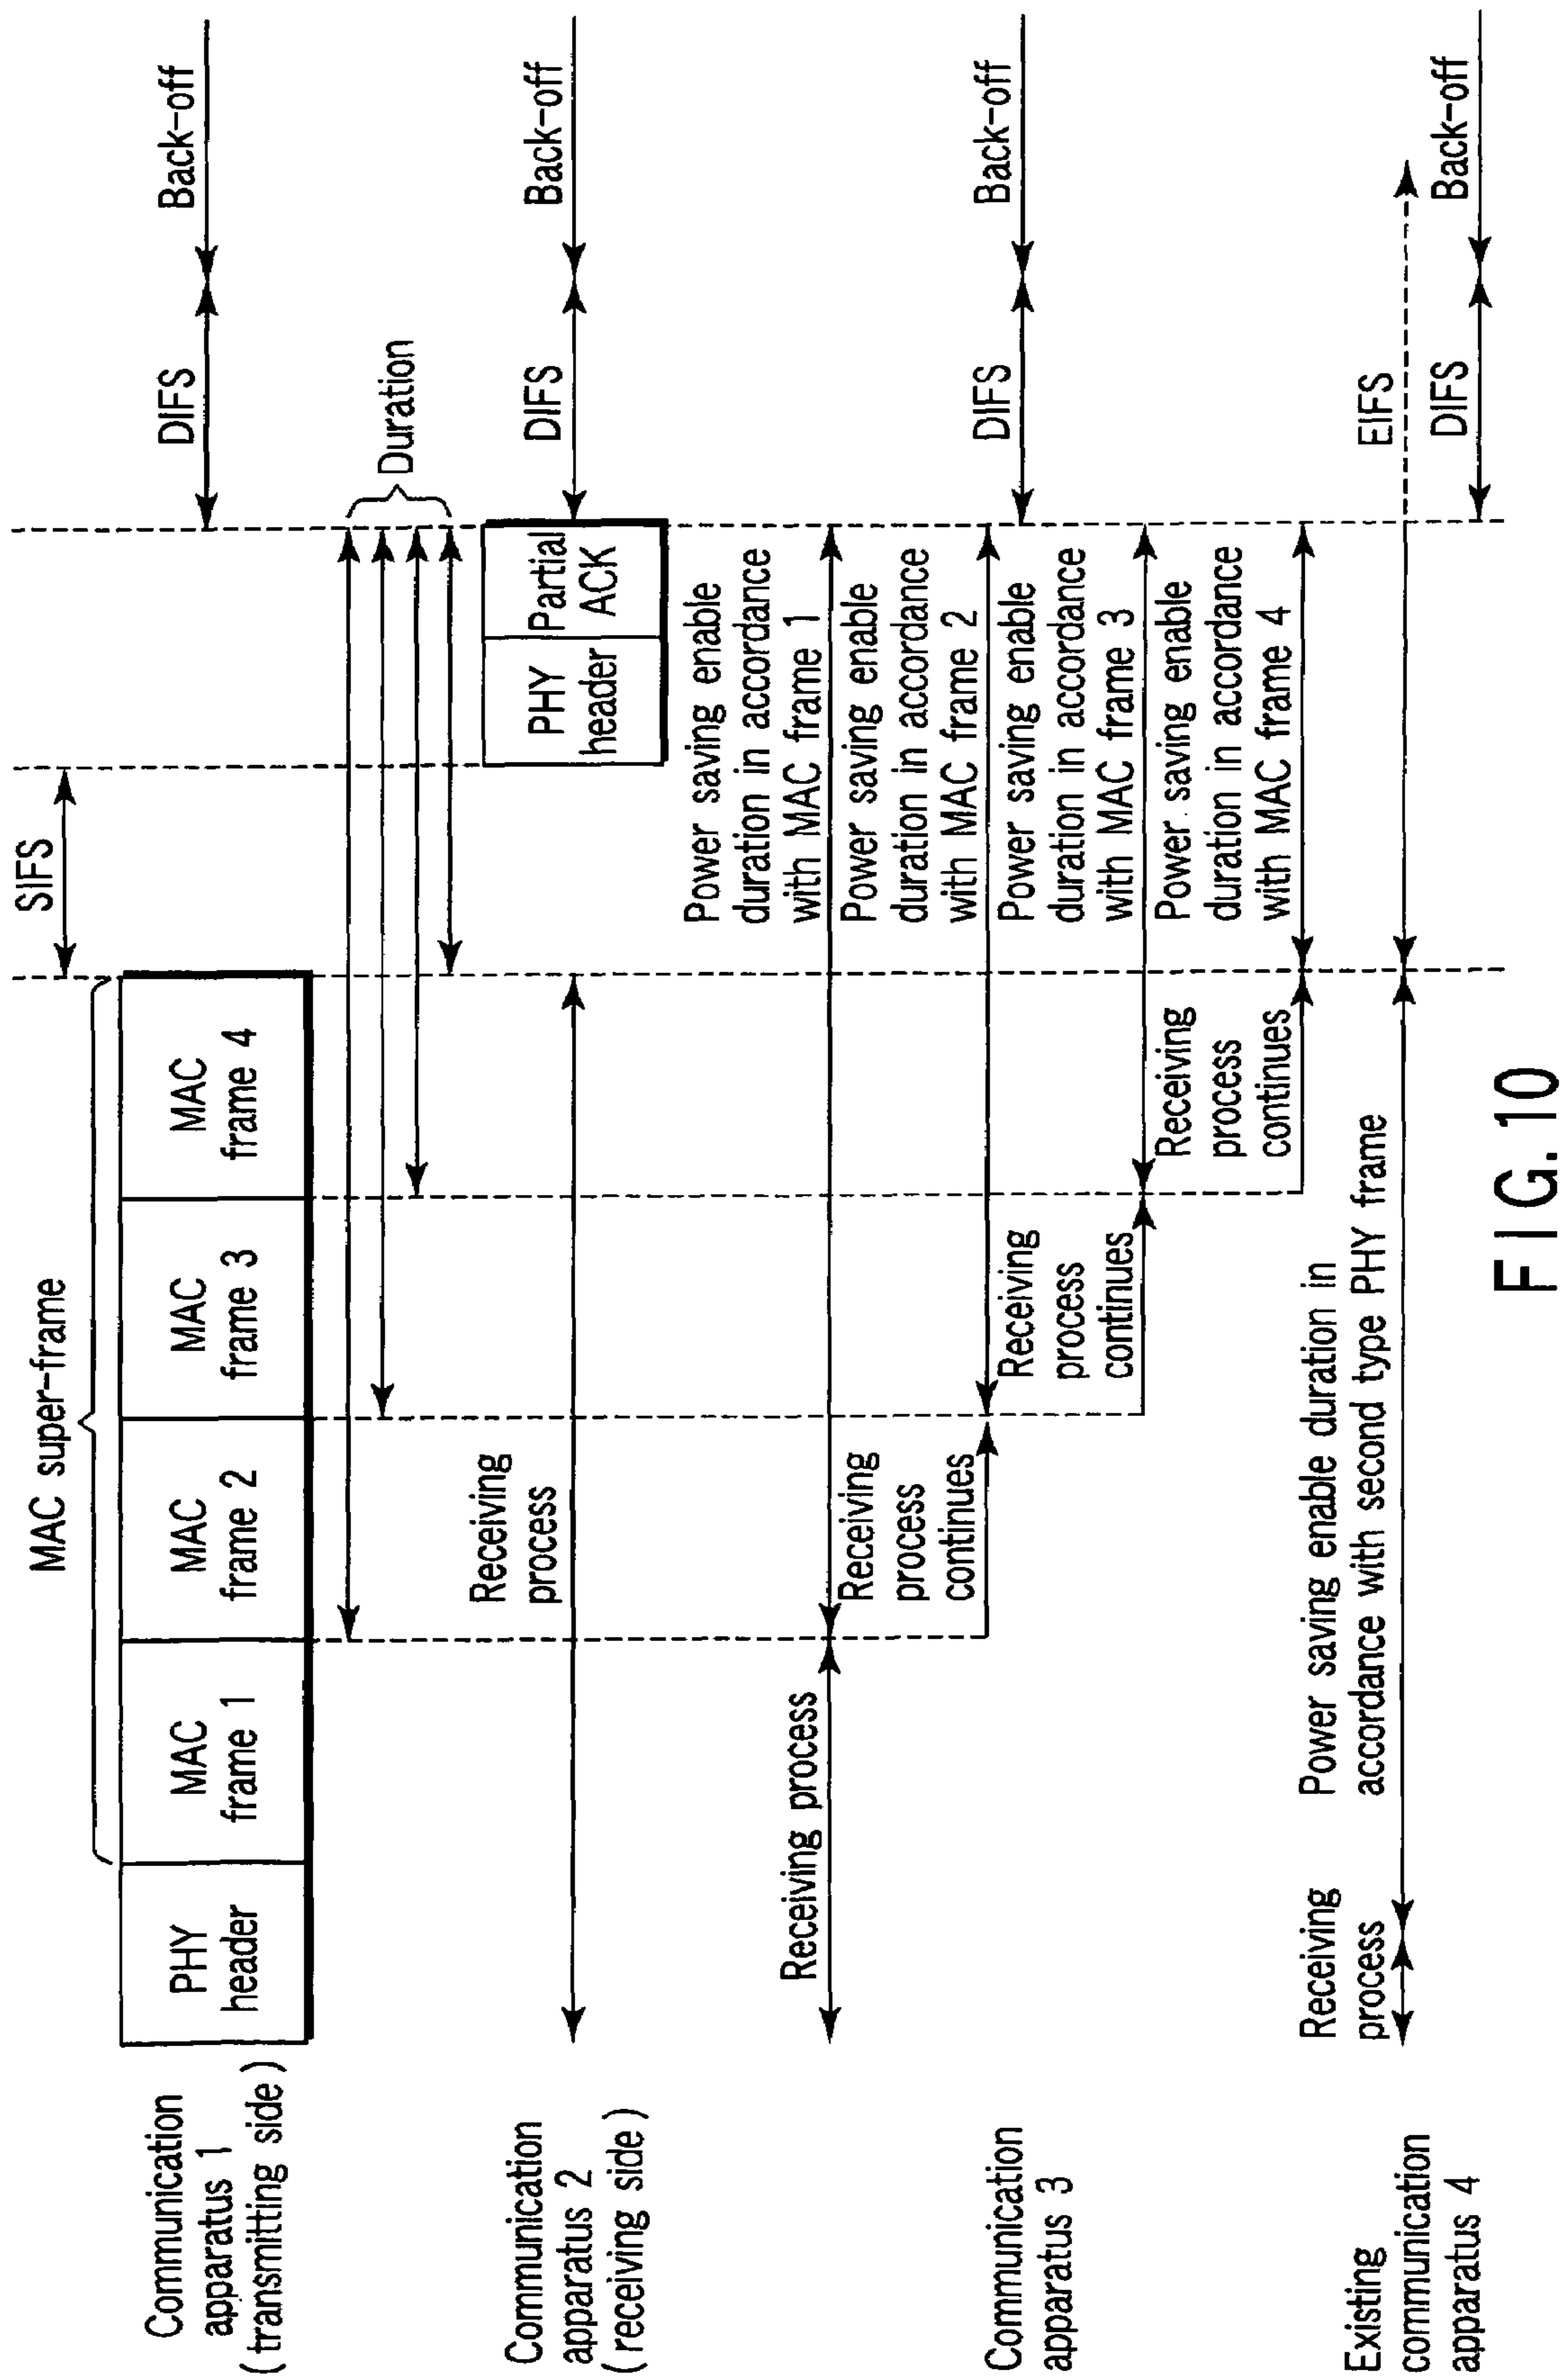 SIFS
MAC super-frame
Communication
apparatus 1
(transmitting side)
PHY
header
MAC
frame 1
MAC
frame 2
MAC
frame 3
MAC
frame 4
DIFS
Back-off
Duration
Communication
apparatus 2
(receiving side)
Receiving
process
PHY
header
Partial
ACK
DIFS
Back-off
Communication
apparatus 3
Receiving process
Power saving enable
duration in accordance
with MAC frame 1
Receiving
process
continues
Power saving enable
duration in accordance
with MAC frame 2
Receiving
process
continues
Power saving enable
duration in accordance
with MAC frame 3
Receiving
process
continues
Power saving enable
duration in accordance
with MAC frame 4
DIFS
Back-off
Existing
communication
apparatus 4
Receiving
process
Power saving enable duration in
accordance with second type PHY frame
EIFS
DIFS
Back-off
FIG. 10